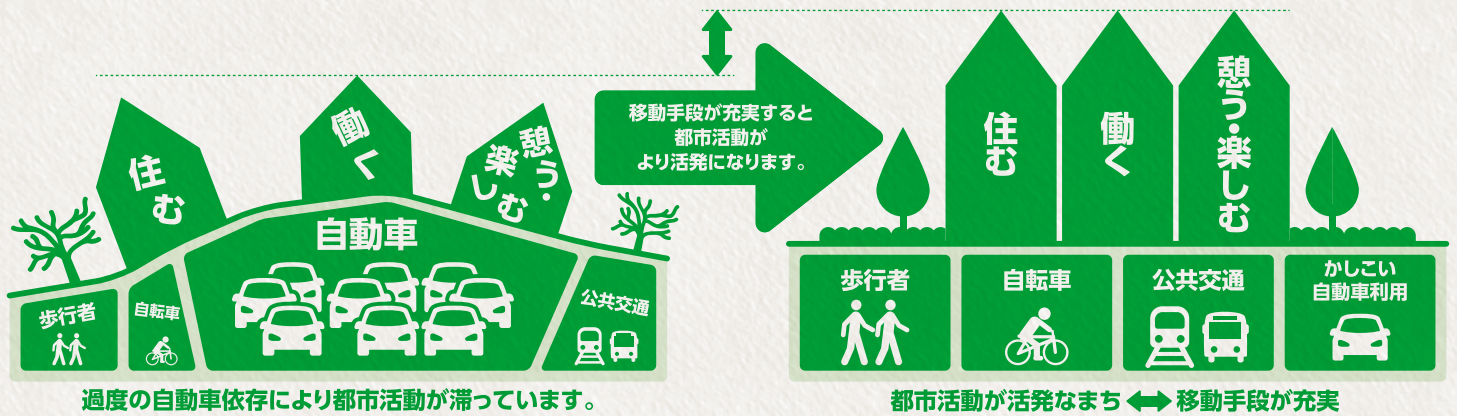 住む
働く
憩う・
楽しむ
自動車
歩行者
自転車
公共交通
過度の自動車依存により都市活動が滞っています。
移動手段が充実すると
都市活動が
より活発になります。
住む
働く
憩う・楽しむ
歩行者
自転車
公共交通
かしこい
自動車利用
都市活動が活発なまち
移動手段が充実